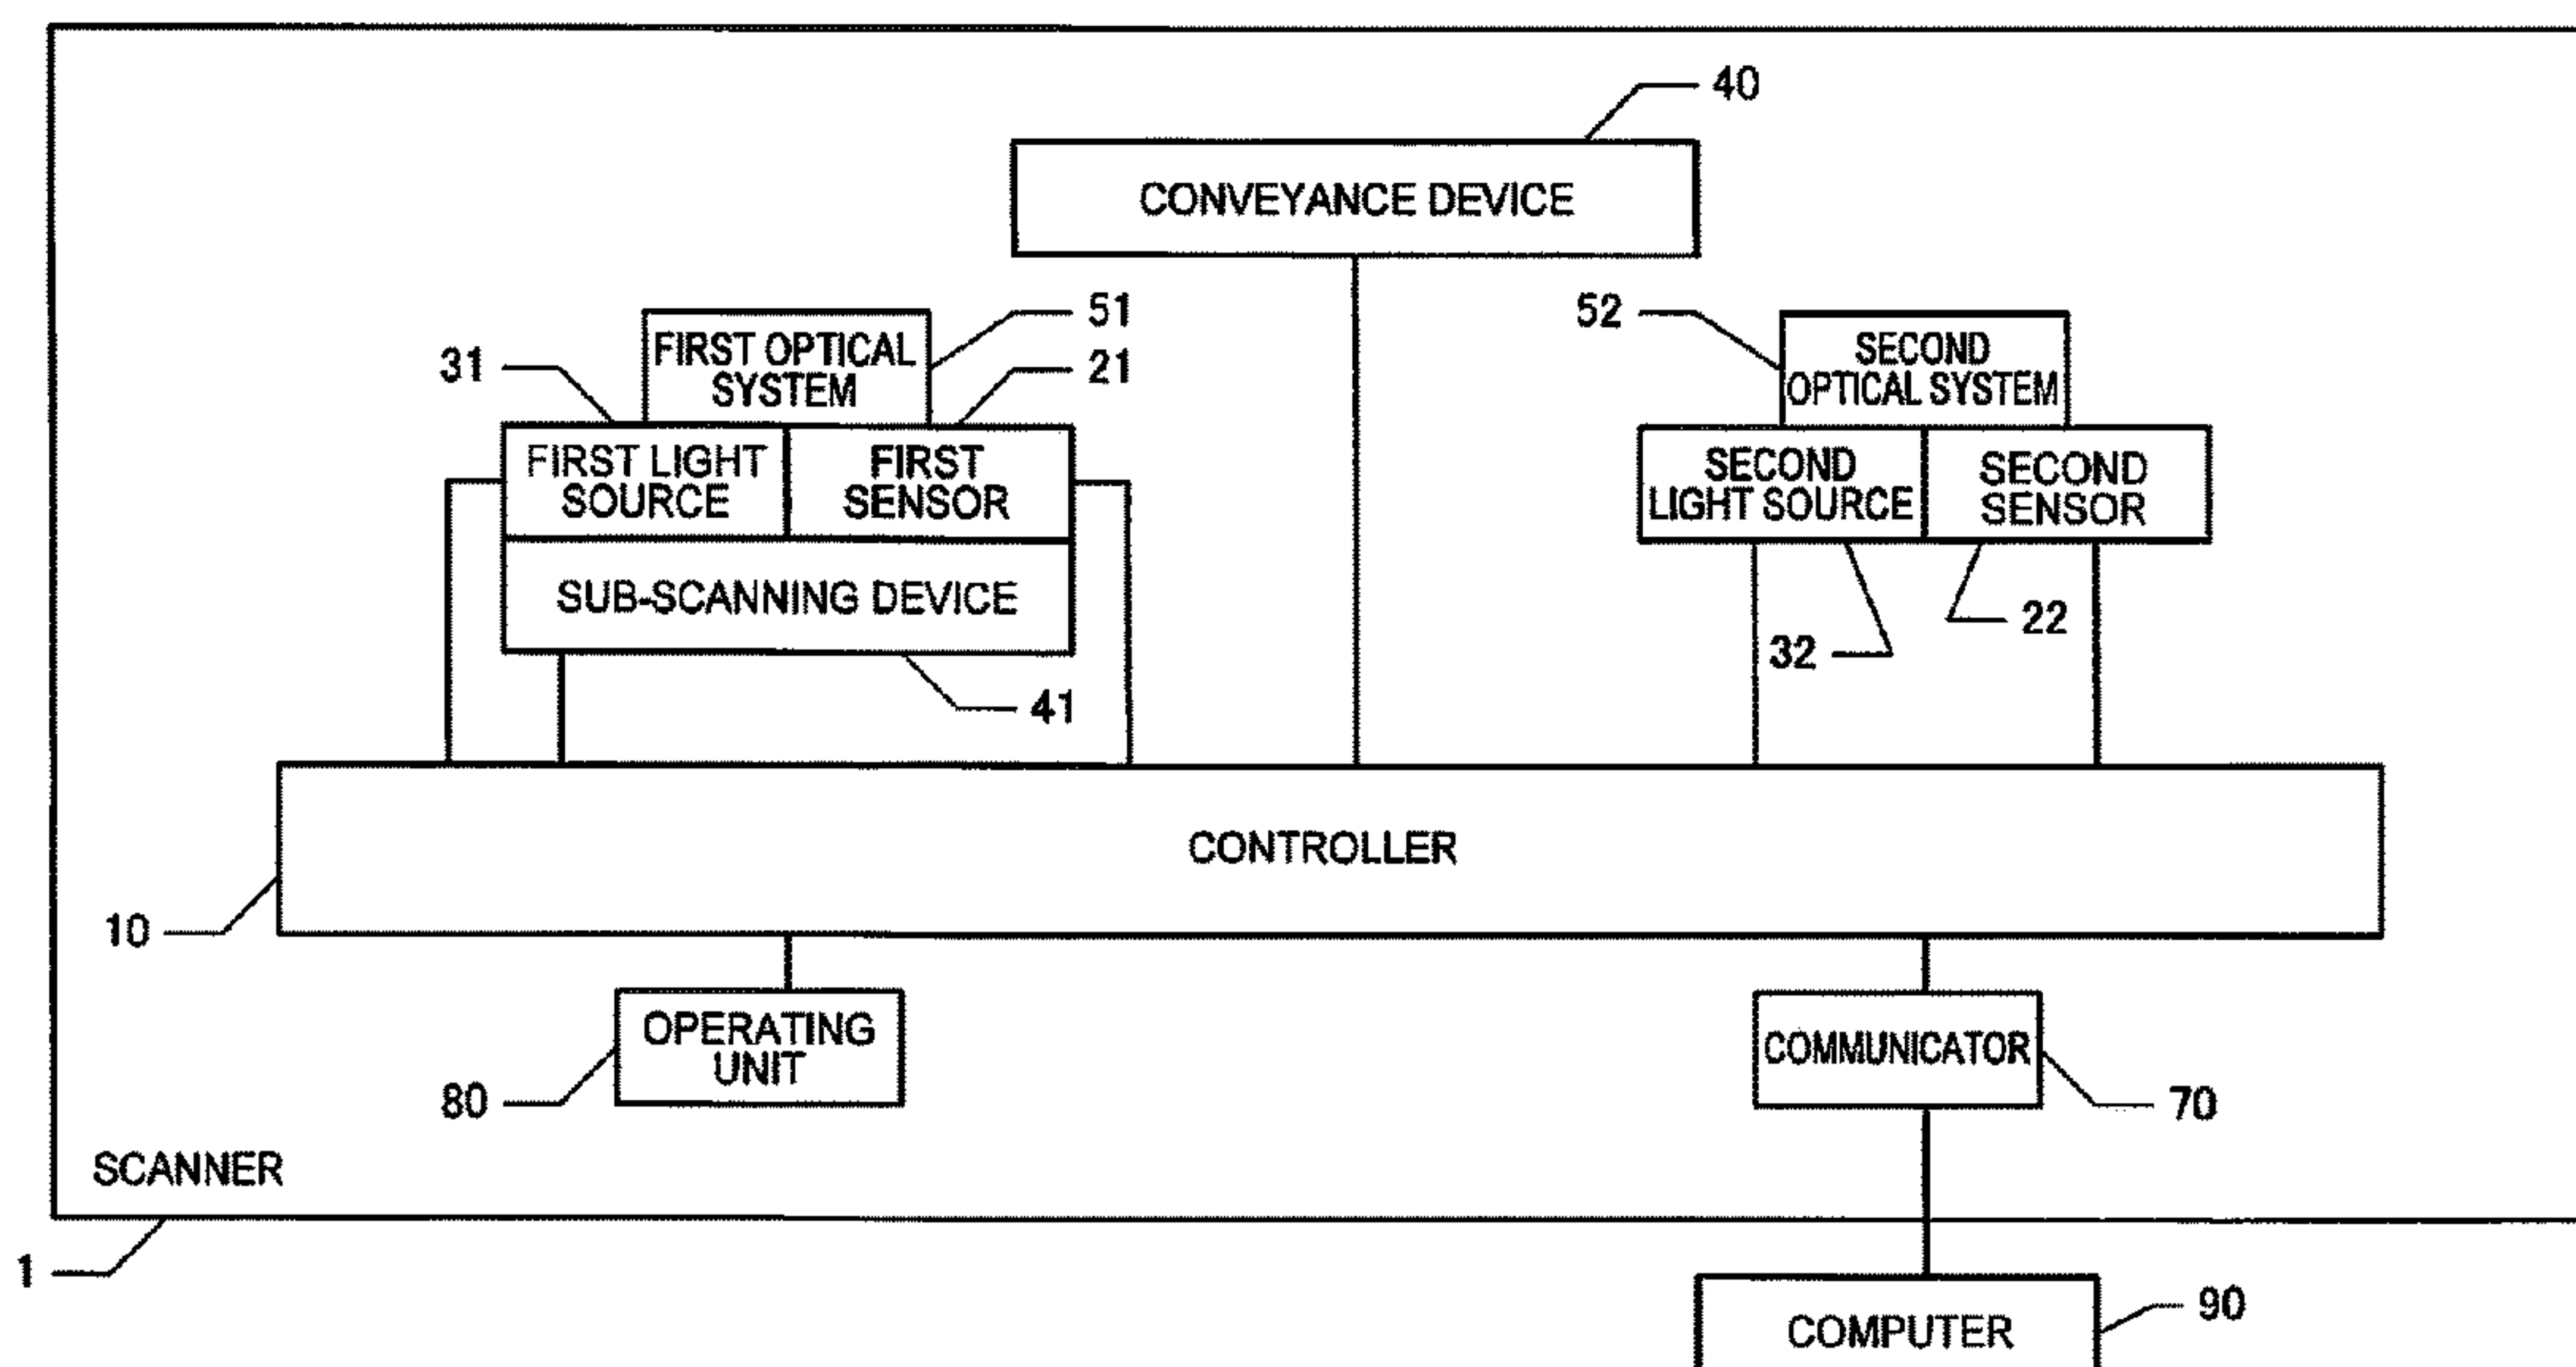 40
CONVEYANCE DEVICE
51
52
FIRST OPTICAL
SYSTEM
SECOND
OPTICAL SYSTEM
31
21
FIRST LIGHT
SOURCE
FIRST
SENSOR
SECOND
LIGHT SOURCE
SECOND
SENSOR
SUB-SCANNING DEVICE
22
32
41
CONTROLLER
10
OPERATING
UNIT
COMMUNICATOR
80
70
SCANNER
1
90
COMPUTER